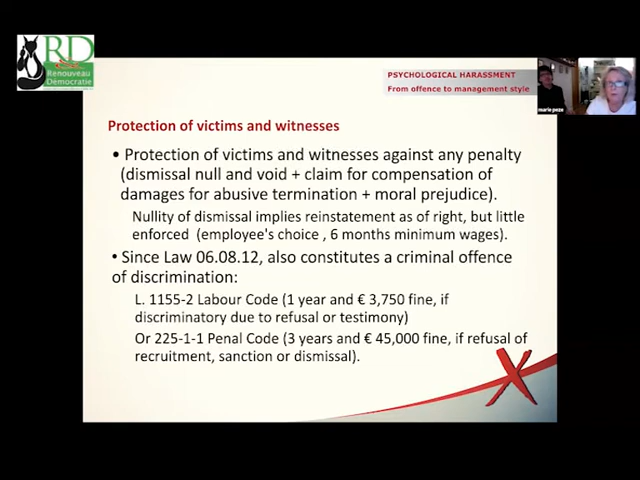 RD
Renouveau
Démocratie
PSYCHOLOGICAL HARASSMENT
From offence to management style
marie peze
Protection of victims and witnesses
• Protection of victims and witnesses against any penalty
(dismissal null and void + claim for compensation of
damages for abusive termination + moral prejudice).
Nullity of dismissal implies reinstatement as of right, but little
enforced (employee's choice , 6 months minimum wages).
• Since Law 06.08.12, also constitutes a criminal offence
of discrimination:
L. 1155-2 Labour Code (1 year and € 3,750 fine, if
discriminatory due to refusal or testimony)
Or 225-1-1 Penal Code (3 years and € 45,000 fine, if refusal of
recruitment, sanction or dismissal).